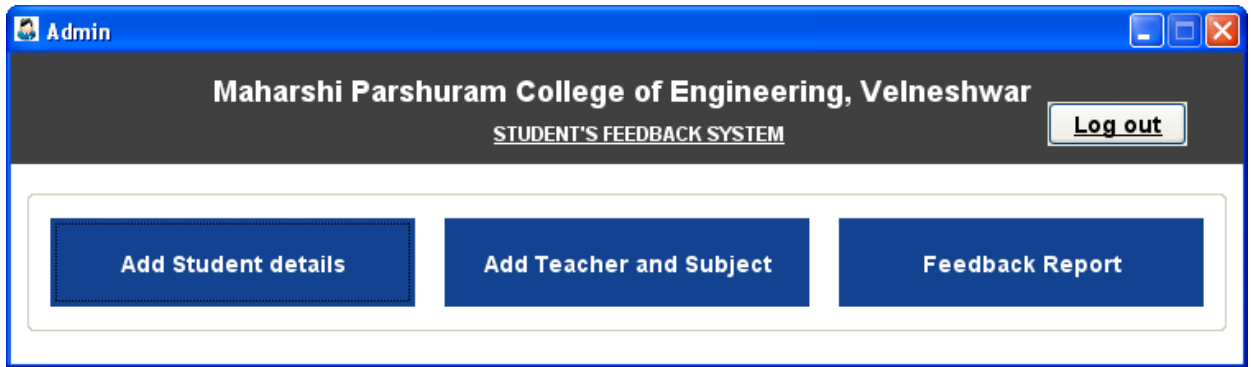 Admin
Maharshi Parshuram College of Engineering, Velneshwar
STUDENT'S FEEDBACK SYSTEM
Log out
Add Student details
Add Teacher and Subject
Feedback Report